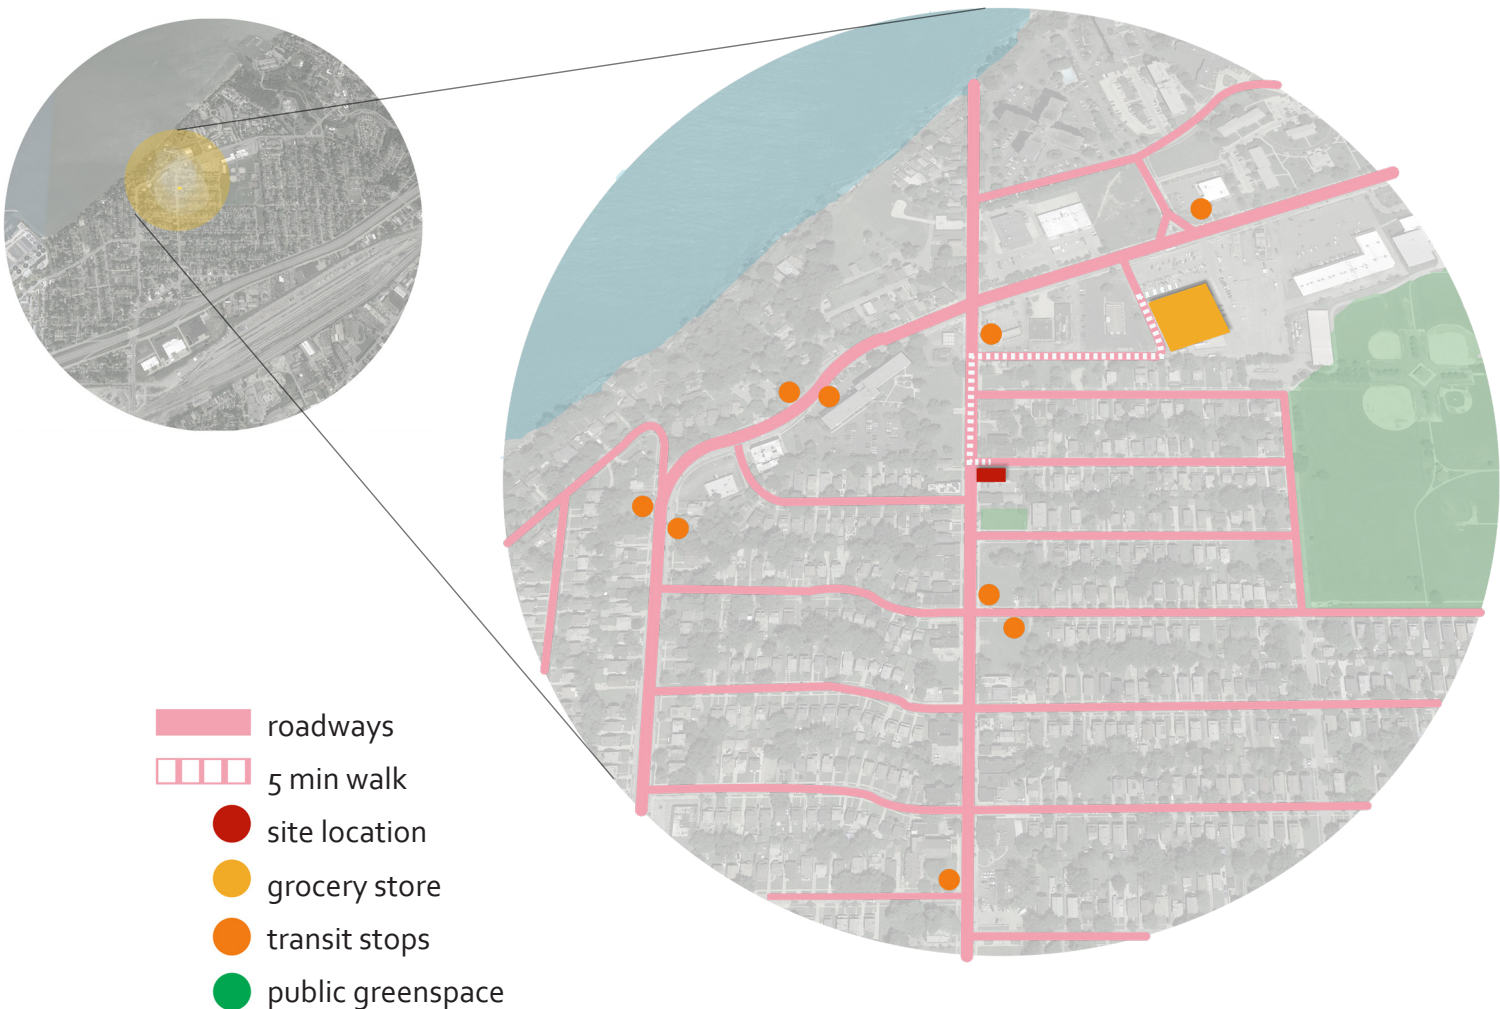 roadways
5 min walk
site location
grocery store
transit stops
public greenspace